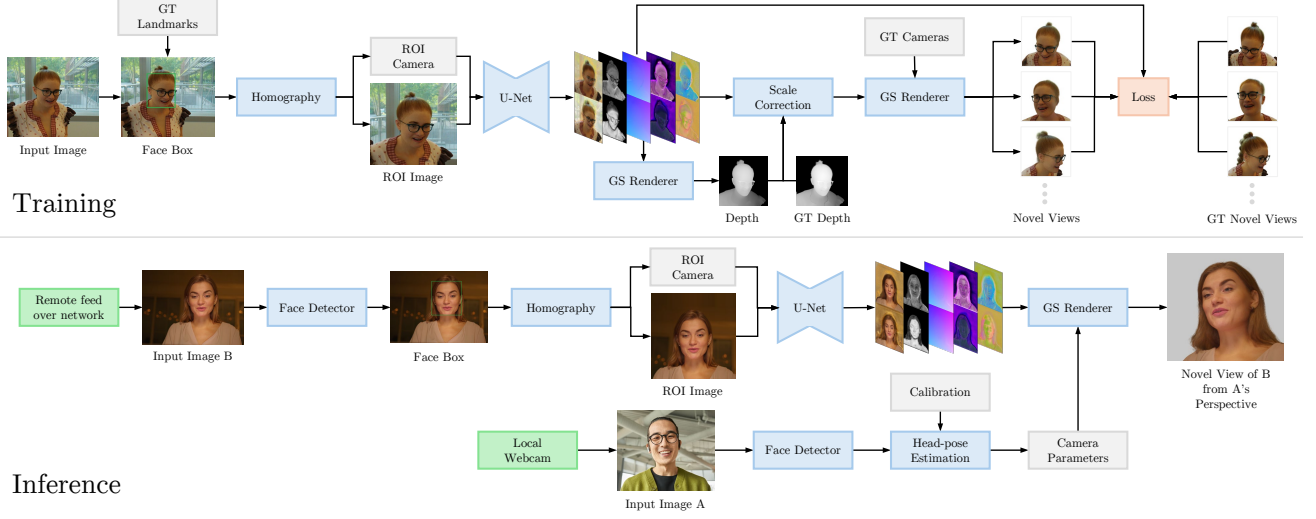 GT
Landmarks
Input Image
Face Box
Homography
ROI
Camera
ROI Image
U-Net
GS Renderer
Depth
GT Depth
Scale
Correction
GT Cameras
GS Renderer
Novel Views
Loss
GT Novel Views
Training
Remote feed
over network
Input Image B
Face Detector
Face Box
Homography
ROI
Camera
ROI Image
U-Net
GS Renderer
Novel View of B
from A's
Perspective
Local
Webcam
Input Image A
Face Detector
Calibration
Head-pose
Estimation
Camera
Parameters
Inference